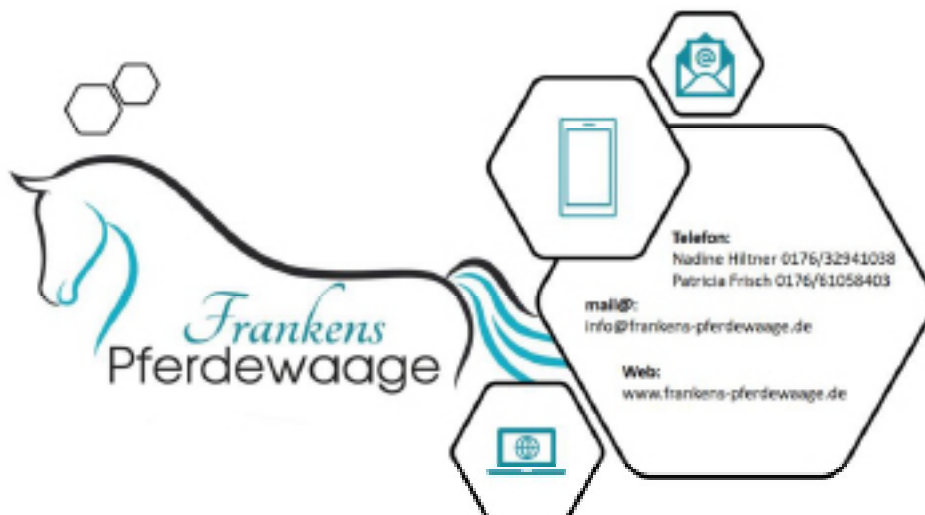 Frankens
Pferdewaage
Telefon:
Nadine Hiltner 0176/32941038
Patricia Frisch 0176/61058403
mail@:
info@frankens-pferdewaage.de
Web:
www.frankens-pferdewaage.de